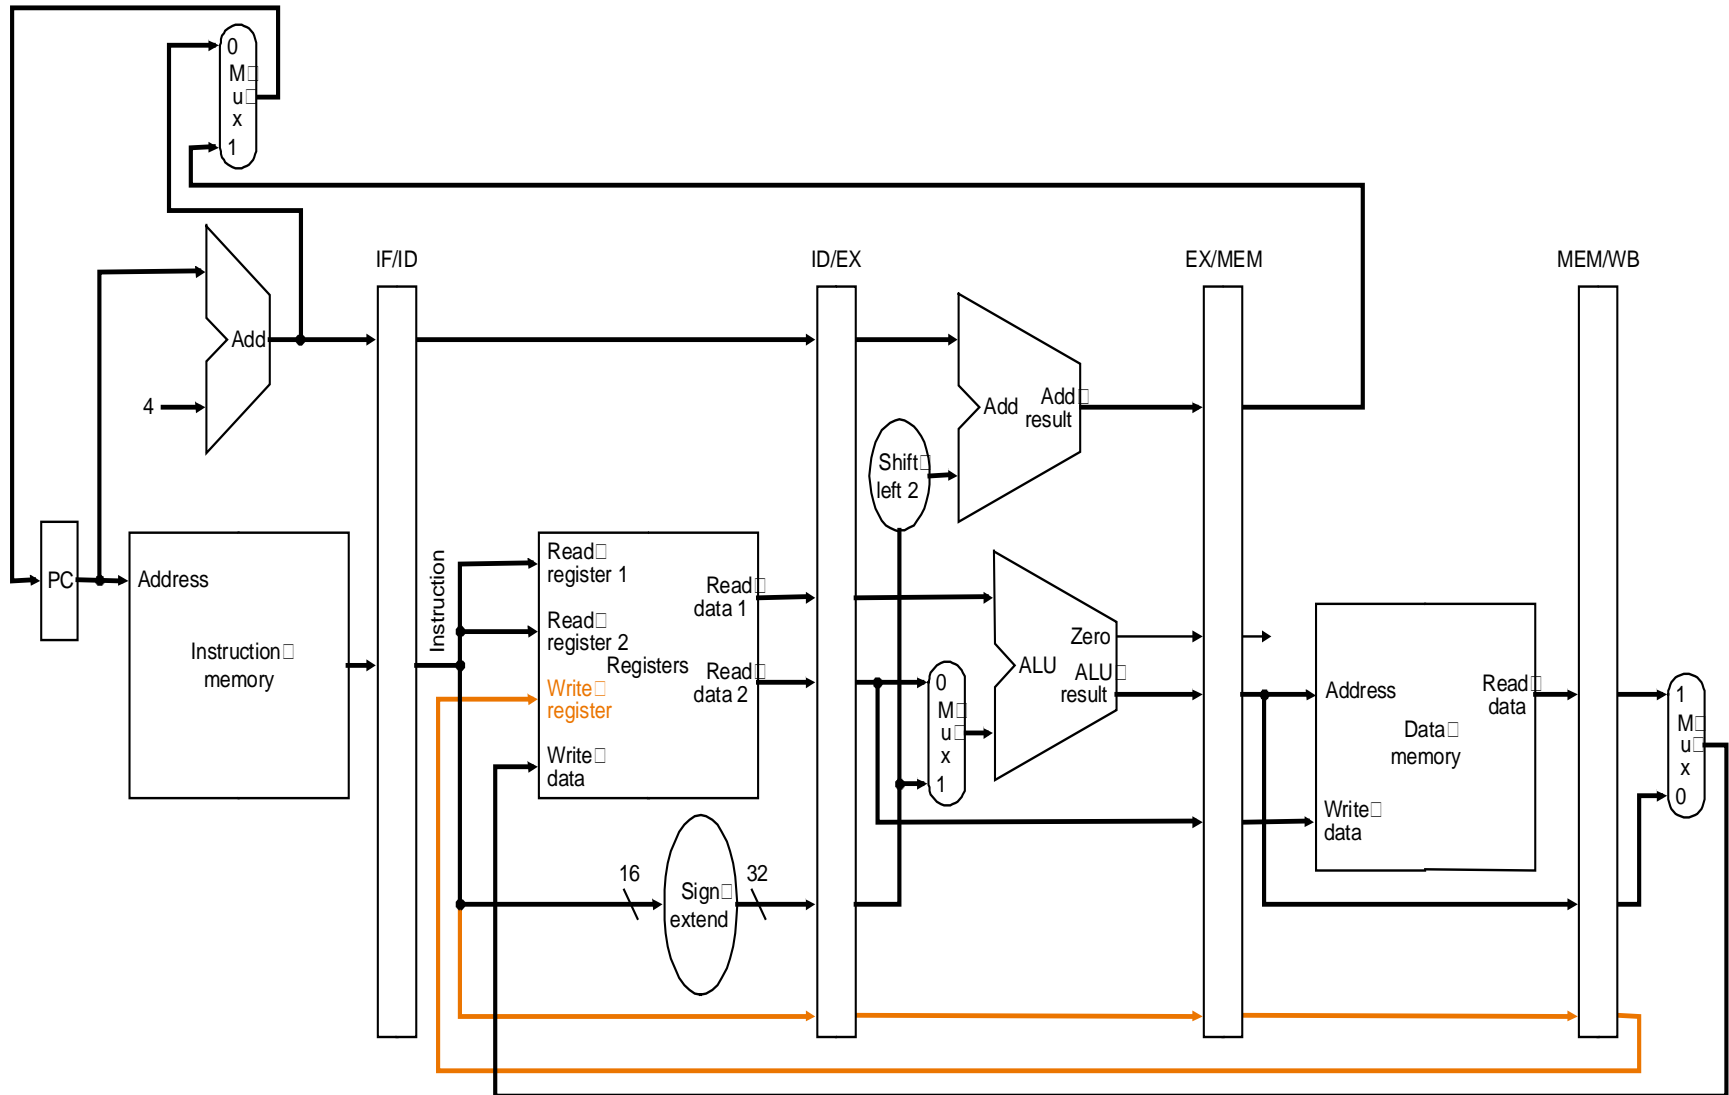 0
M
u
x
1
IF/ID
ID/EX
EX/MEM
MEM/WB
Add
4
Add
Add
result
Shift
left 2
PC
Address
Instruction
memory
Instruction
Read
register 1
Read
register 2
Write
register
Write
data
Registers
Read
data 1
Read
data 2
16
Sign
extend
32
0
M
u
x
1
Zero
ALU
ALU
result
Address
Read
data
Data
memory
Write
data
1
M
u
x
0